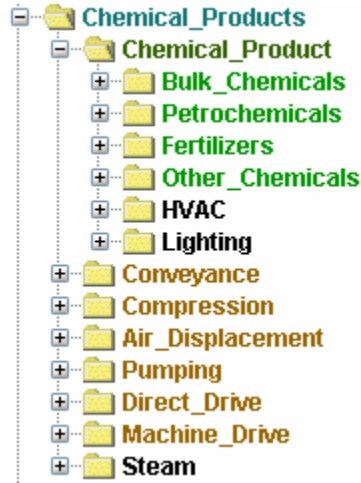 Chemical_Products
Chemical_Product
Bulk_Chemicals
Petrochemicals
Fertilizers
Other_Chemicals
HVAC
Lighting
Conveyance
Compression
Air_Displacement
Pumping
Direct_Drive
Machine_Drive
Steam